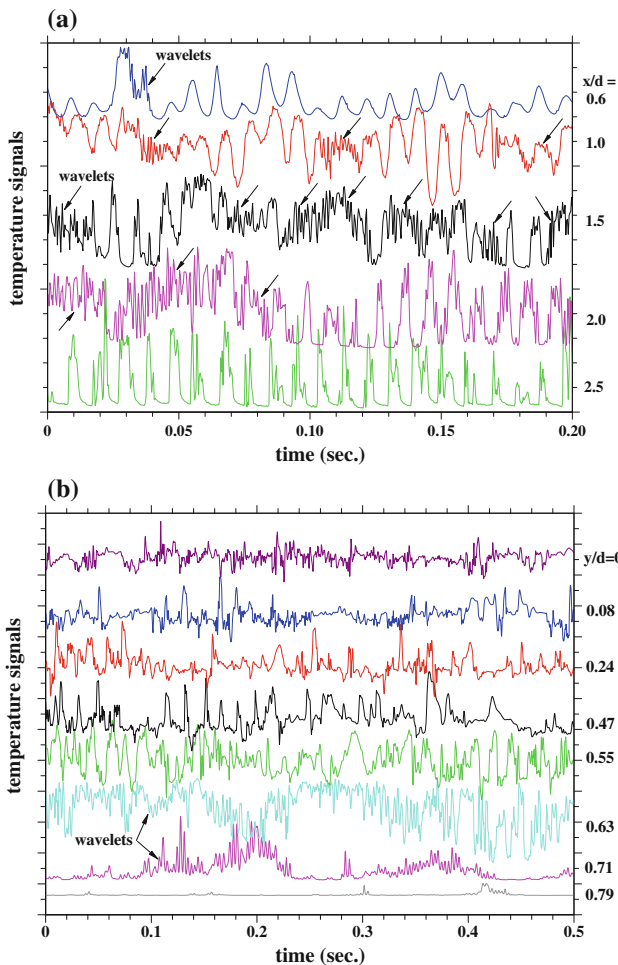 (a)
wavelets
x/d =
0.6
1.0
wavelets
1.5
2.0
2.5
temperature signals
0 0.05 0.10 0.15 0.20
time (sec.)
(b)
y/d=0
0.08
0.24
0.47
0.55
0.63
wavelets
0.71
0.79
temperature signals
0 0.1 0.2 0.3 0.4 0.5
time (sec.)